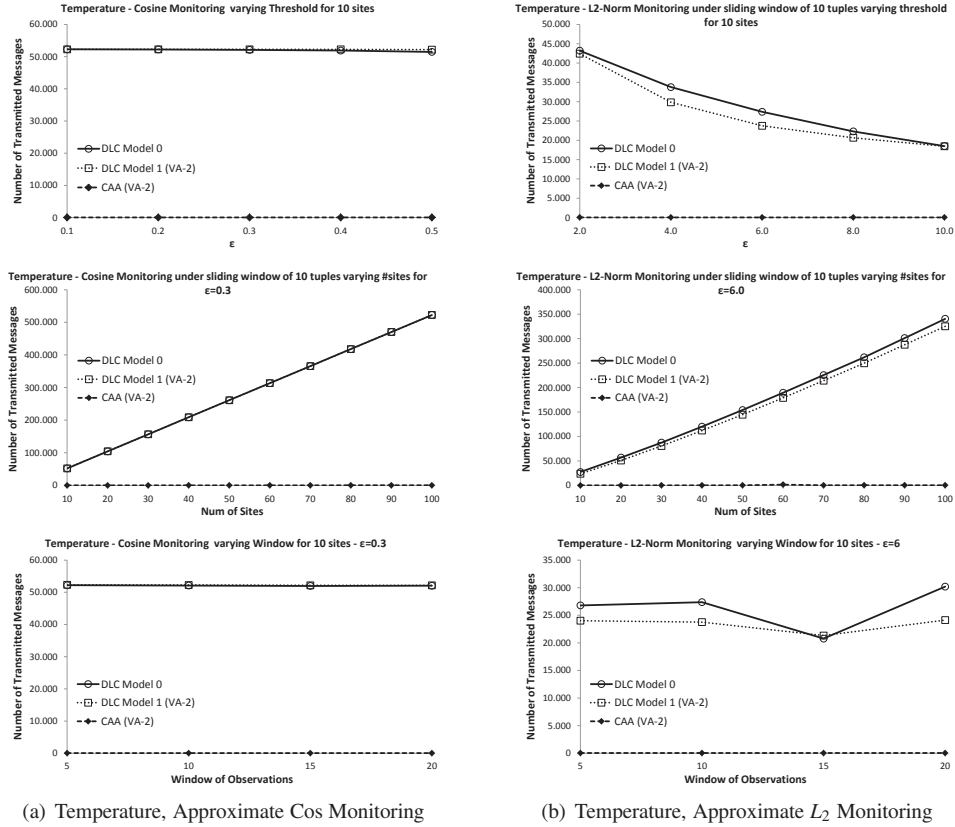 Temperature - Cosine Monitoring varying Threshold for 10 sites
Number of Transmitted Messages
60.000
50.000
40.000
30.000
20.000
10.000
0
DLC Model 0
DLC Model 1 (VA-2)
CAA (VA-2)
0.1 0.2 0.3 0.4 0.5
ε
Temperature - L2-Norm Monitoring under sliding window of 10 tuples varying threshold
for 10 sites
Number of Transmitted Messages
50.000
45.000
40.000
35.000
30.000
25.000
20.000
15.000
10.000
5.000
0
DLC Model 0
DLC Model 1 (VA-2)
CAA (VA-2)
2.0 4.0 6.0 8.0 10.0
ε
Temperature - Cosine Monitoring under sliding window of 10 tuples varying #sites for
ε=0.3
Number of Transmitted Messages
600.000
500.000
400.000
300.000
200.000
100.000
0
DLC Model 0
DLC Model 1 (VA-2)
CAA (VA-2)
10 20 30 40 50 60 70 80 90 100
Num of Sites
Temperature - L2-Norm Monitoring under sliding window of 10 tuples varying #sites for
ε=6.0
Number of Transmitted Messages
400.000
350.000
300.000
250.000
200.000
150.000
100.000
50.000
0
DLC Model 0
DLC Model 1 (VA-2)
CAA (VA-2)
10 20 30 40 50 60 70 80 90 100
Num of Sites
Temperature - Cosine Monitoring varying Window for 10 sites - ε=0.3
Number of Transmitted Messages
60.000
50.000
40.000
30.000
20.000
10.000
0
DLC Model 0
DLC Model 1 (VA-2)
CAA (VA-2)
5 10 15 20
Window of Observations
Temperature - L2-Norm Monitoring varying Window for 10 sites - ε=6
Number of Transmitted Messages
35.000
30.000
25.000
20.000
15.000
10.000
5.000
0
DLC Model 0
DLC Model 1 (VA-2)
CAA (VA-2)
5 10 15 20
Window of Observations
(a) Temperature, Approximate Cos Monitoring
(b) Temperature, Approximate L2 Monitoring